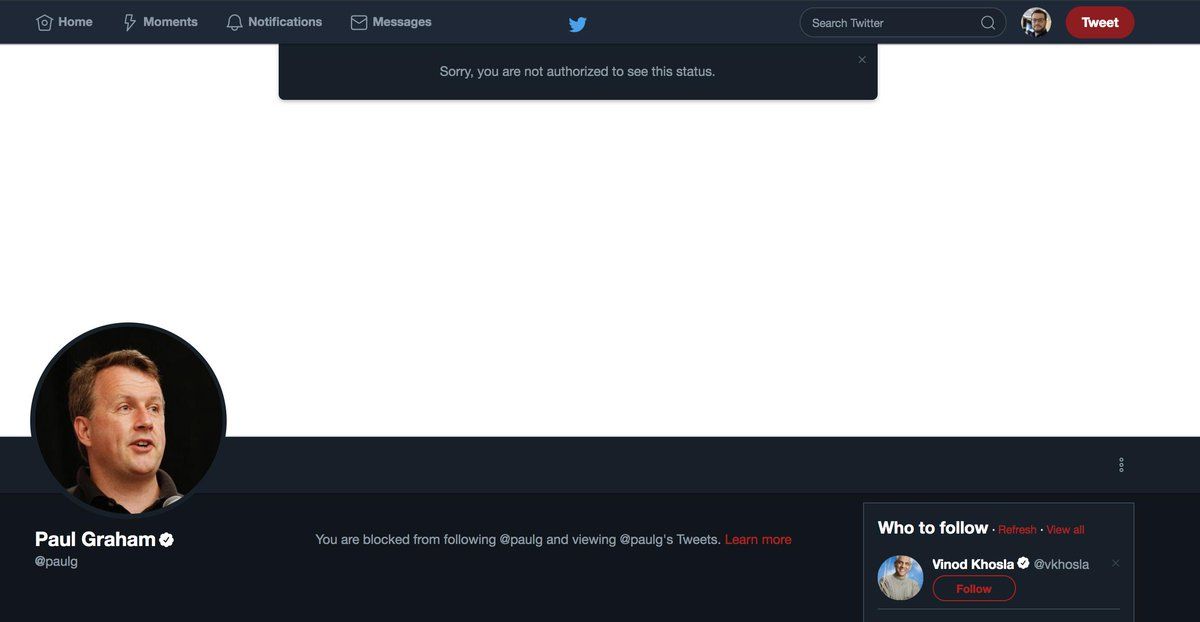 Home Moments Notifications Messages Search Twitter Tweet
Sorry, you are not authorized to see this status.
Paul Graham
@paulg
You are blocked from following @paulg and viewing @paulg's Tweets. Learn more
Who to follow · Refresh · View all
Vinod Khosla @vkhosla
Follow